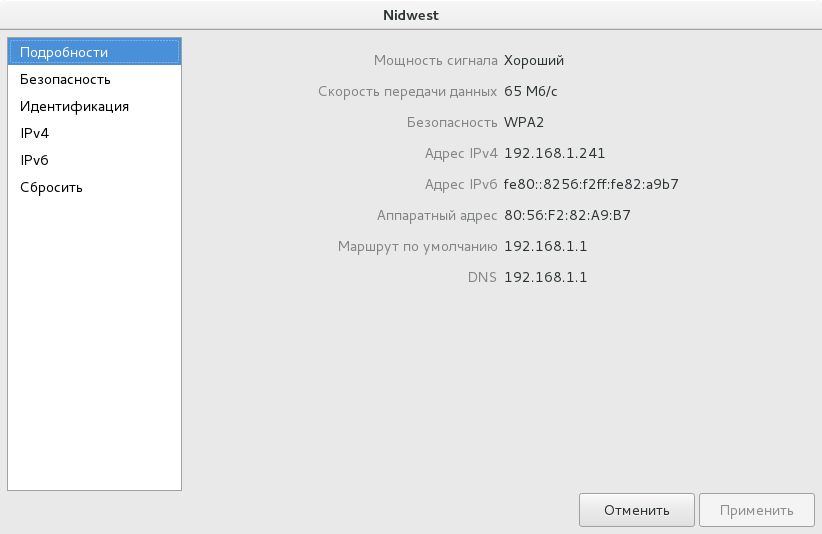 Nidwest
Подробности
Безопасность
Идентификация
IPv4
IPv6
Сбросить
Мощность сигнала Хороший
Скорость передачи данных 65 Мб/с
Безопасность WPA2
Адрес IPv4 192.168.1.241
Адрес IPv6 fe80::8256:f2ff:fe82:a9b7
Аппаратный адрес 80:56:F2:82:A9:B7
Маршрут по умолчанию 192.168.1.1
DNS 192.168.1.1
Отменить Применить